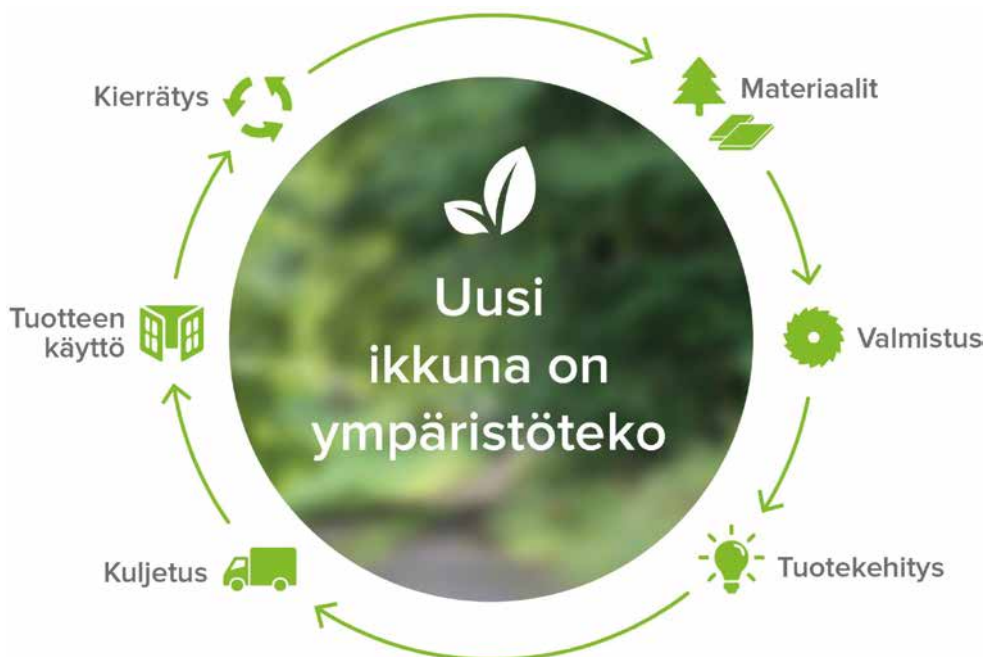 Kierrätys
Materiaalit
Uusi
ikkuna on
ympäristöteko
Tuotteen
käyttö
Valmistus
Kuljetus
Tuotekehitys